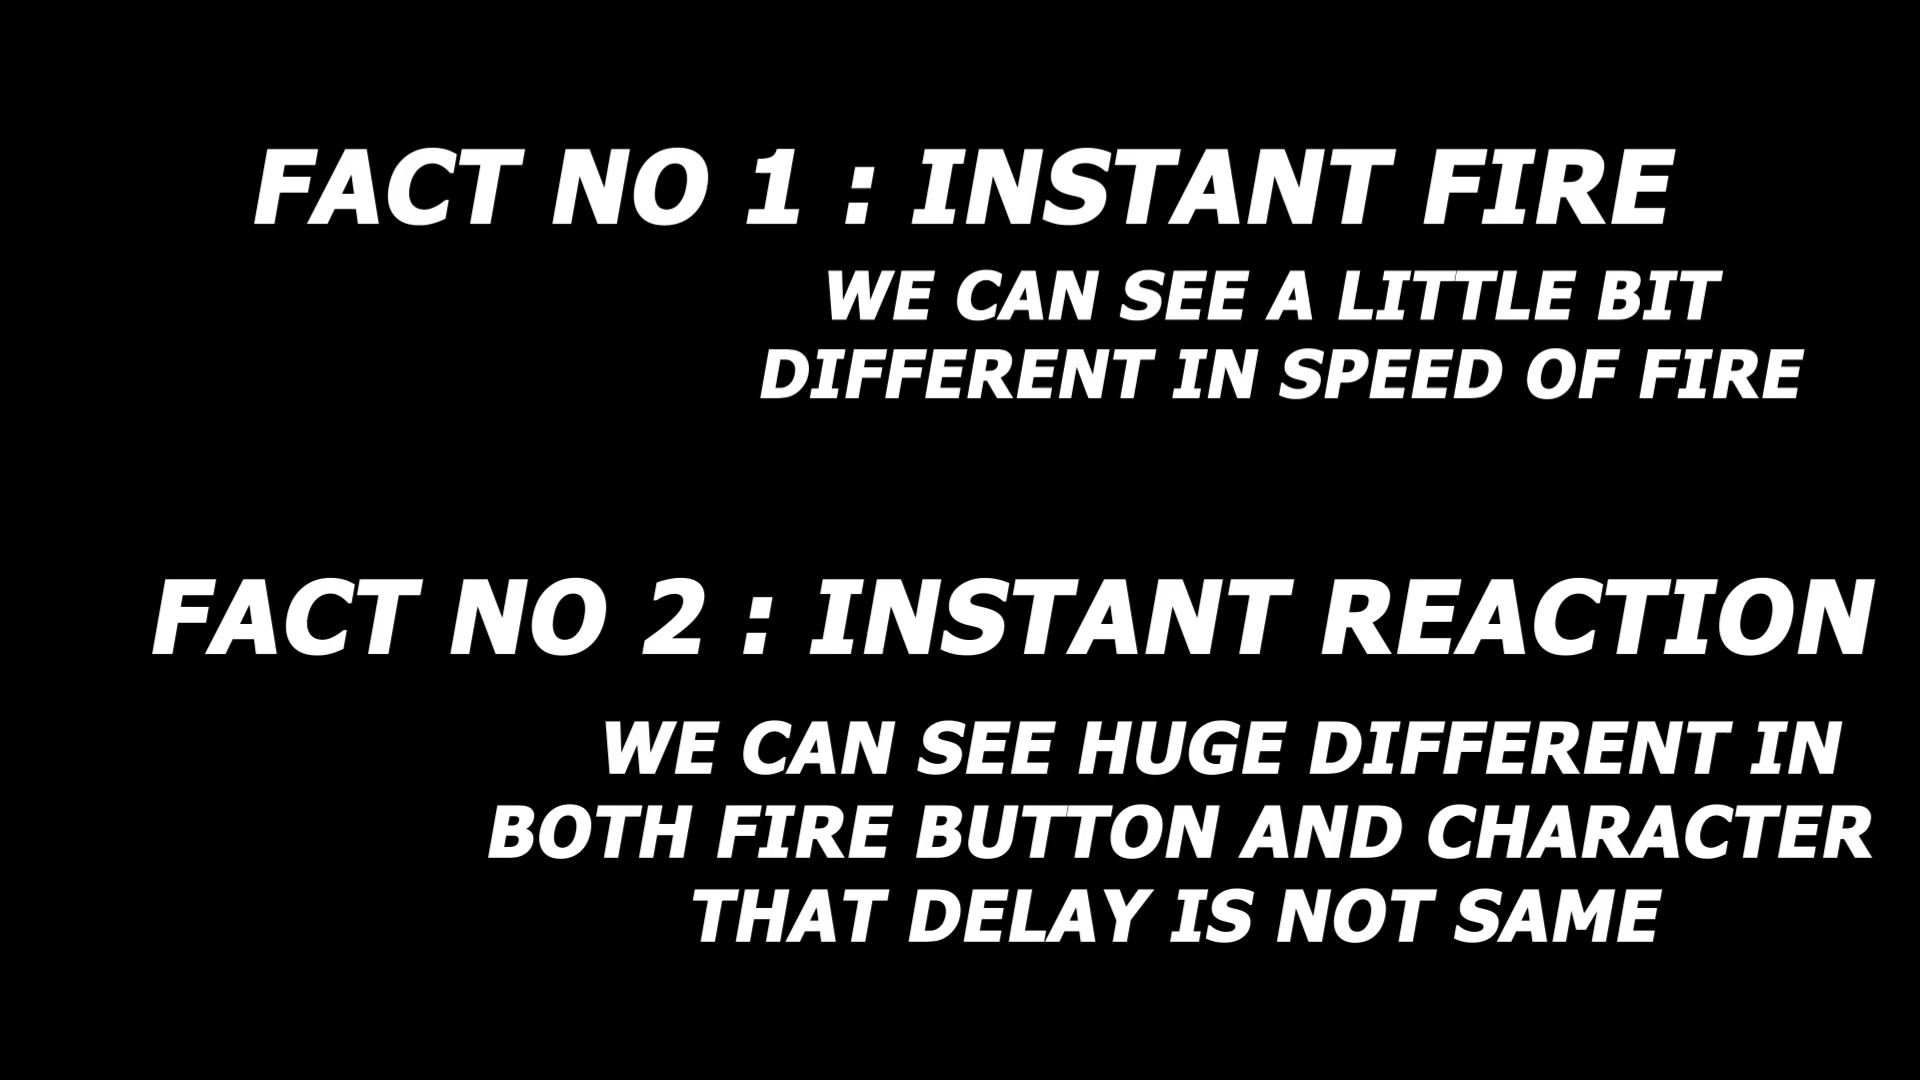 FACT NO 1 : INSTANT FIRE
WE CAN SEE A LITTLE BIT
DIFFERENT IN SPEED OF FIRE
FACT NO 2 : INSTANT REACTION
WE CAN SEE HUGE DIFFERENT IN
BOTH FIRE BUTTON AND CHARACTER
THAT DELAY IS NOT SAME